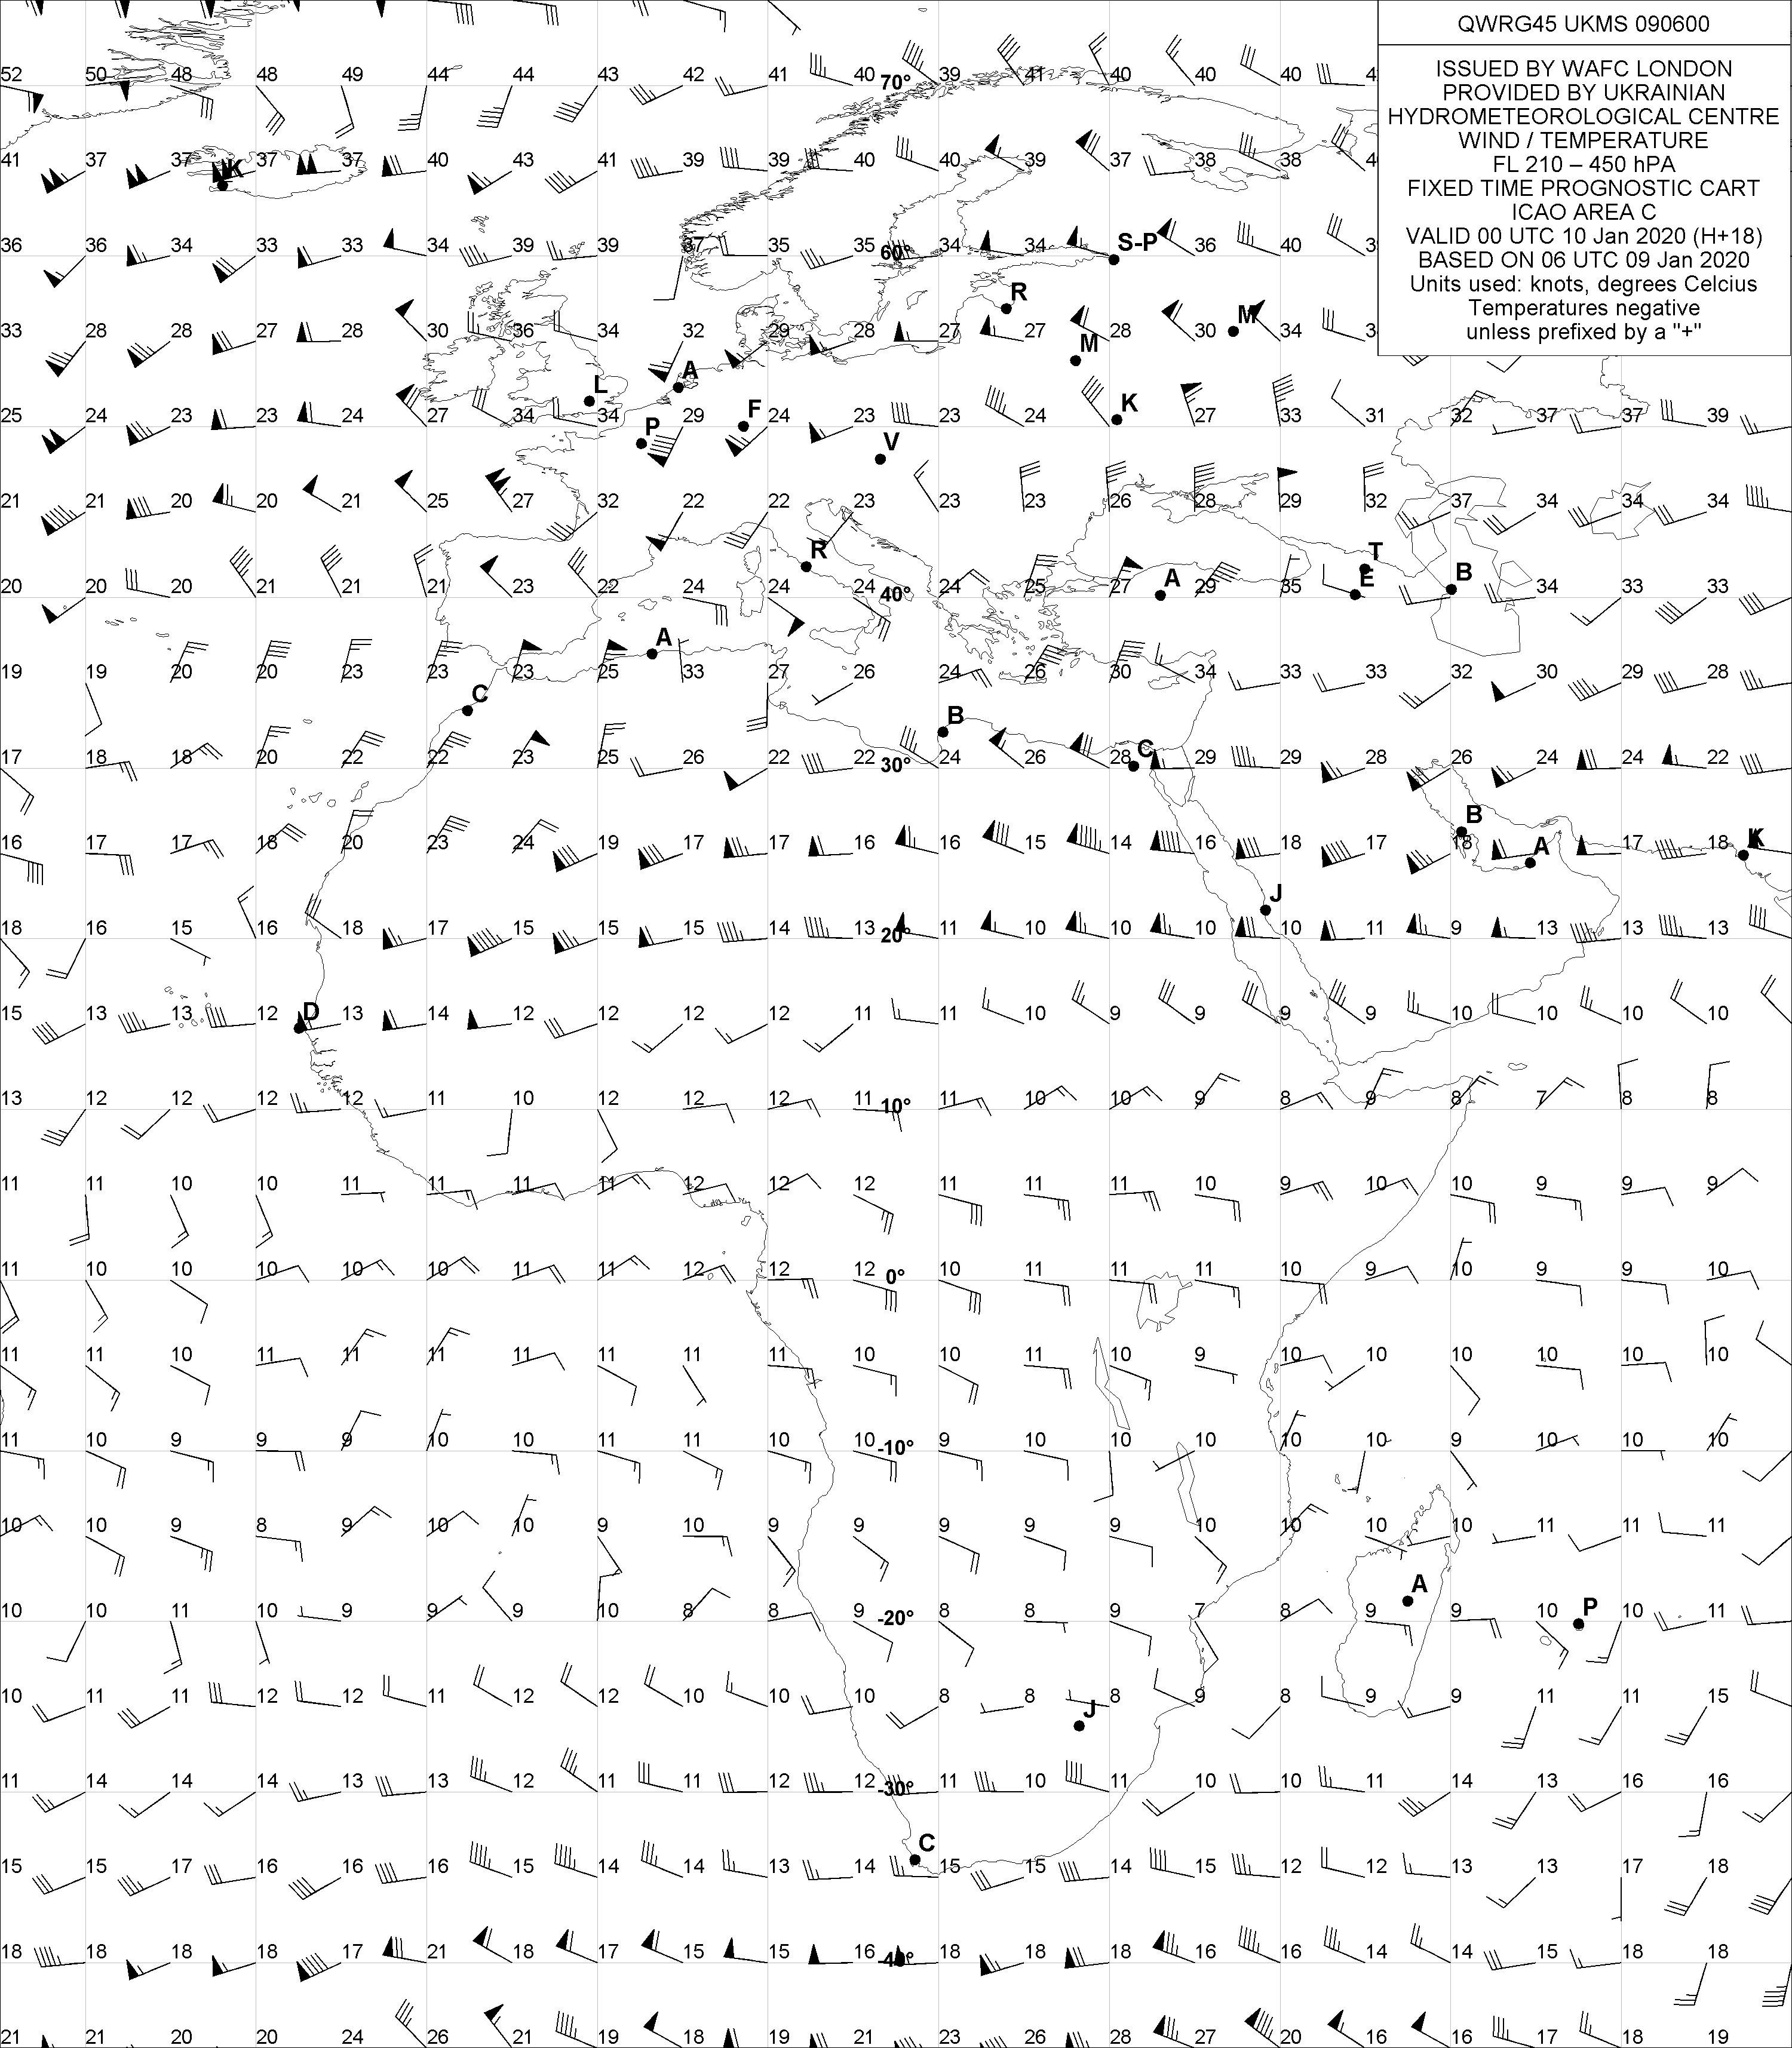 QWRG45 UKMS 090600
ISSUED BY WAFC LONDON
PROVIDED BY UKRAINIAN
HYDROMETEOROLOGICAL CENTRE
WIND / TEMPERATURE
FL 210 – 450 hPA
FIXED TIME PROGNOSTIC CART
ICAO AREA C
VALID 00 UTC 10 Jan 2020 (H+18)
BASED ON 06 UTC 09 Jan 2020
Units used: knots, degrees Celcius
Temperatures negative
unless prefixed by a "+"
52 50 48 48 49 44 44 43 42 41 40 70° 39 41 40 40 40
41 37 37 K 37 37 40 43 41 39 39 40 40 39 37 38 38
36 36 34 33 33 34 39 39 37 35 35 60° 34 34 S-P 36 40
R
33 28 28 27 28 30 36 34 32 29 28 27 27 28 30 M 34
M
L A
25 24 23 23 24 27 34 34 P 29 F 24 23 V 23 24 K 27 33 31 32 37 37 39
21 21 20 20 21 25 27 32 22 22 23 23 23 26 28 29 32 37 34 34 34
R T
20 20 20 21 21 21 23 22 24 24 24 40° 24 25 27 A 29 35 E B 34 33 33
A
19 19 20 20 23 23 23 25 33 27 26 24 26 30 34 33 33 32 30 29 28
C B
17 18 18 20 22 22 23 25 26 22 22 30° 24 26 28 C 29 29 28 26 24 24 22
B
16 17 17 18 20 23 24 19 17 17 16 16 15 14 16 18 17 18 A 17 18 K
J
18 16 15 16 18 17 15 15 15 14 13 20° 11 10 10 10 10 11 9 13 13 13
15 13 13 12 D 13 14 12 12 12 12 11 11 10 9 9 9 9 10 10 10 10
13 12 12 12 12 11 10 12 12 12 11 10° 11 10 10 9 8 9 8 7 8 8
11 11 10 10 11 11 11 11 12 12 12 11 11 11 10 9 10 10 9 9 9
11 10 10 10 10 10 11 11 12 12 12 0° 10 11 11 11 10 9 10 9 9 10
11 11 10 11 11 11 11 11 11 11 10 10 11 10 9 10 10 10 10 10 10
11 10 9 9 9 10 10 11 11 10 10 -10° 9 10 10 10 10 10 9 10 10 10
10 10 9 8 9 10 10 9 10 9 9 9 9 9 10 10 10 10 11 11 11
A
10 10 11 10 9 9 9 10 8 8 9 -20° 8 8 9 7 8 9 9 10 P 10 11
10 11 11 12 12 11 12 12 10 10 10 8 8 8 9 8 9 9 11 11 15
J
11 14 14 14 13 13 12 11 11 12 12 -30° 11 10 11 10 10 11 14 13 16 16
C
15 15 17 16 16 16 15 14 14 13 14 15 15 14 15 12 12 13 13 17 18
18 18 18 18 17 21 18 17 15 15 16 -40° 18 18 18 16 16 14 14 15 18 18
21 21 20 20 24 26 21 19 18 19 21 23 26 28 27 20 16 16 17 18 19